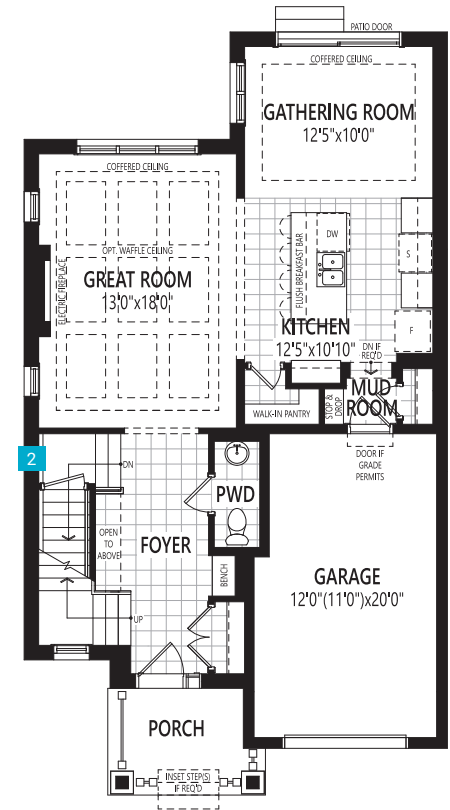 PATIO DOOR
COFFERED CEILING
GATHERING ROOM
12'5"x10'0"
COFFERED CEILING
OPT. WAFFLE CEILING
GREAT ROOM
13'0"x18'0"
ELECTRIC FIREPLACE
FLUSH BREAKFAST BAR
DW
S
F
KITCHEN
12'5"x10'10"
DN IF
REQ'D
MUD
ROOM
STOP &
DROP
WALK-IN PANTRY
DOOR IF
GRADE
PERMITS
2
DN
PWD
OPEN
TO
ABOVE
FOYER
BENCH
UP
GARAGE
12'0"(11'0")x20'0"
PORCH
INSET STEP(S)
IF REQ'D